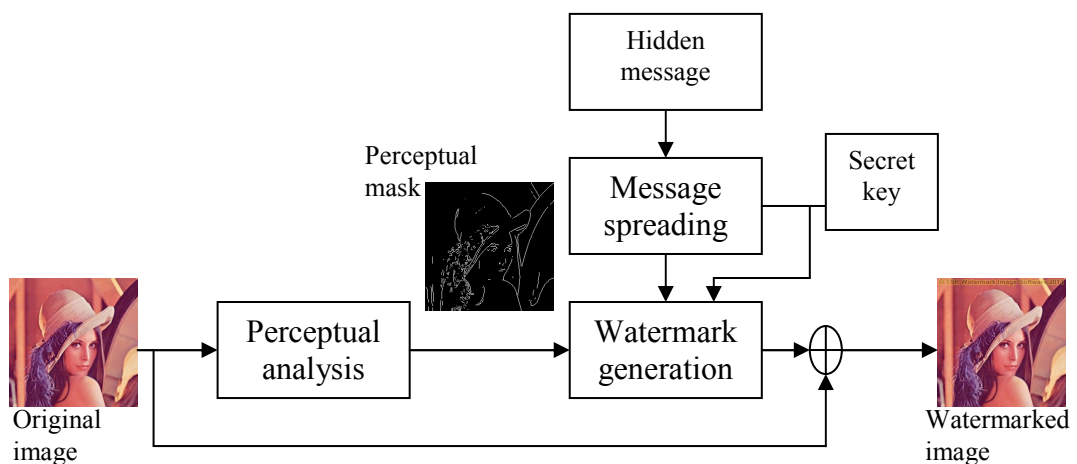 Hidden
message
Perceptual
mask
Message
spreading
Secret
key
Perceptual
analysis
Watermark
generation
Original
image
Watermarked
image